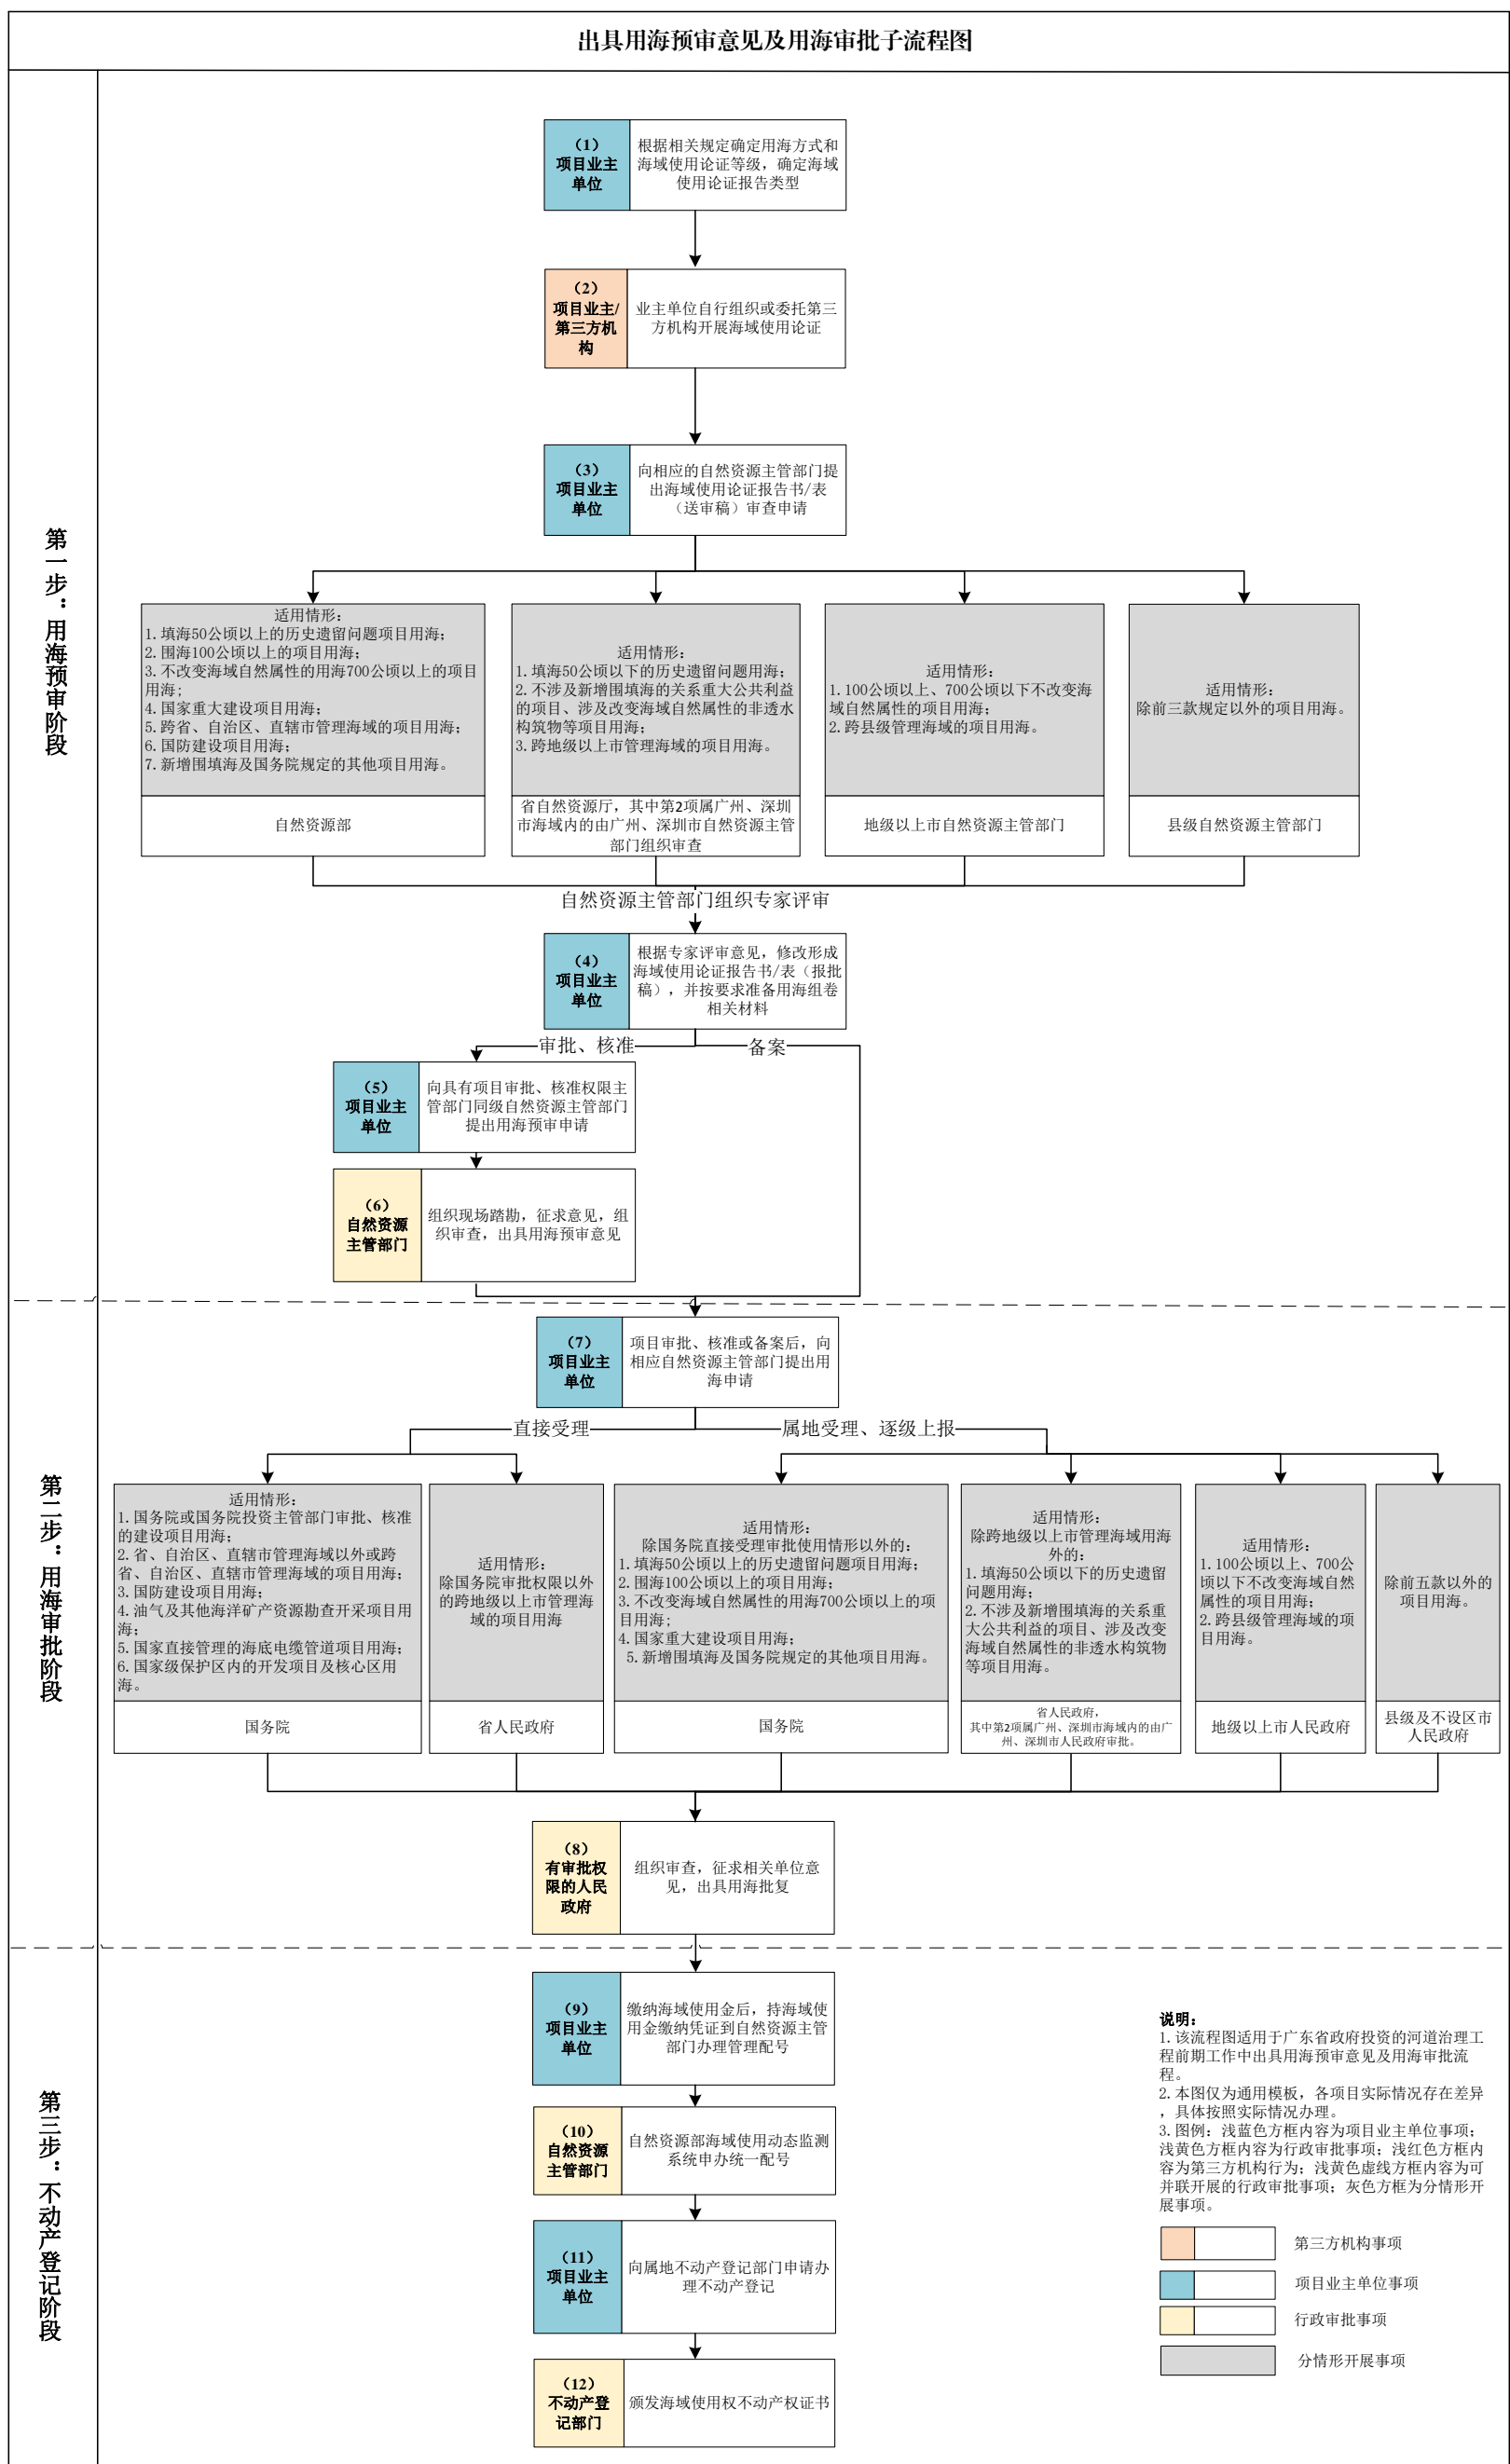 出具用海预审意见及用海审批子流程图
第一步：用海预审阶段
（1）
项目业主
单位
根据相关规定确定用海方式和
海域使用论证等级，确定海域
使用论证报告类型
（2）
项目业主/
第三方机
构
业主单位自行组织或委托第三
方机构开展海域使用论证
（3）
项目业主
单位
向相应的自然资源主管部门提
出海域使用论证报告书/表
（送审稿）审查申请
适用情形：
1.填海50公顷以上的历史遗留问题项目用海；
2.围海100公顷以上的项目用海；
3.不改变海域自然属性的用海700公顷以上的项目
用海；
4.国家重大建设项目用海；
5.跨省、自治区、直辖市管理海域的项目用海；
6.国防建设项目用海；
7.新增围填海及国务院规定的其他项目用海。
自然资源部
适用情形：
1.填海50公顷以下的历史遗留问题用海；
2.不涉及新增围填海的关系重大公共利益
的项目、涉及改变海域自然属性的非透水
构筑物等项目用海；
3.跨地级以上市管理海域的项目用海。
省自然资源厅，其中第2项属广州、深圳
市海域内的由广州、深圳市自然资源主管
部门组织审查
适用情形：
1.100公顷以上、700公顷以下不改变海
域自然属性的项目用海；
2.跨县级管理海域的项目用海。
地级以上市自然资源主管部门
适用情形：
除前三款规定以外的项目用海。
县级自然资源主管部门
自然资源主管部门组织专家评审
（4）
项目业主
单位
根据专家评审意见，修改形成
海域使用论证报告书/表（报批
稿），并按要求准备用海组卷
相关材料
审批、核准
备案
（5）
项目业主
单位
向具有项目审批、核准权限主
管部门同级自然资源主管部门
提出用海预审申请
（6）
自然资源
主管部门
组织现场踏勘，征求意见，组
织审查，出具用海预审意见
第二步：用海审批阶段
（7）
项目业主
单位
项目审批、核准或备案后，向
相应自然资源主管部门提出用
海申请
直接受理
属地受理、逐级上报
适用情形：
1.国务院或国务院投资主管部门审批、核准
的建设项目用海；
2.省、自治区、直辖市管理海域以外或跨
省、自治区、直辖市管理海域的项目用海；
3.国防建设项目用海；
4.油气及其他海洋矿产资源勘查开采项目用
海；
5.国家直接管理的海底电缆管道项目用海；
6.国家级保护区内的开发项目及核心区用
海。
国务院
适用情形：
除国务院审批权限以外
的跨地级以上市管理海
域的项目用海
省人民政府
适用情形：
除国务院直接受理审批使用情形以外的：
1.填海50公顷以上的历史遗留问题项目用海；
2.围海100公顷以上的项目用海；
3.不改变海域自然属性的用海700公顷以上的项
目用海；
4.国家重大建设项目用海；
5.新增围填海及国务院规定的其他项目用海。
国务院
适用情形：
除跨地级以上市管理海域用海
外的：
1.填海50公顷以下的历史遗留
问题用海；
2.不涉及新增围填海的关系重
大公共利益的项目、涉及改变
海域自然属性的非透水构筑物
等项目用海。
省人民政府，
其中第2项属广州、深圳市海域内的由广
州、深圳市人民政府审批。
适用情形：
1.100公顷以上、700公
顷以下不改变海域自然
属性的项目用海；
2.跨县级管理海域的项
目用海。
地级以上市人民政府
除前五款以外的
项目用海。
县级及不设区市
人民政府
（8）
有审批权
限的人民
政府
组织审查，征求相关单位意
见，出具用海批复
第三步：不动产登记阶段
（9）
项目业主
单位
缴纳海域使用金后，持海域使
用金缴纳凭证到自然资源主管
部门办理管理配号
（10）
自然资源
主管部门
自然资源部海域使用动态监测
系统申办统一配号
（11）
项目业主
单位
向属地不动产登记部门申请办
理不动产登记
（12）
不动产登
记部门
颁发海域使用权不动产权证书
说明：
1.该流程图适用于广东省政府投资的河道治理工
程前期工作中出具用海预审意见及用海审批流
程。
2.本图仅为通用模板，各项目实际情况存在差异
，具体按照实际情况办理。
3.图例：浅蓝色方框内容为项目业主单位事项；
浅黄色方框内容为行政审批事项；浅红色方框内
容为第三方机构行为；浅黄色虚线方框内容为可
并联开展的行政审批事项；灰色方框为分情形开
展事项。
第三方机构事项
项目业主单位事项
行政审批事项
分情形开展事项